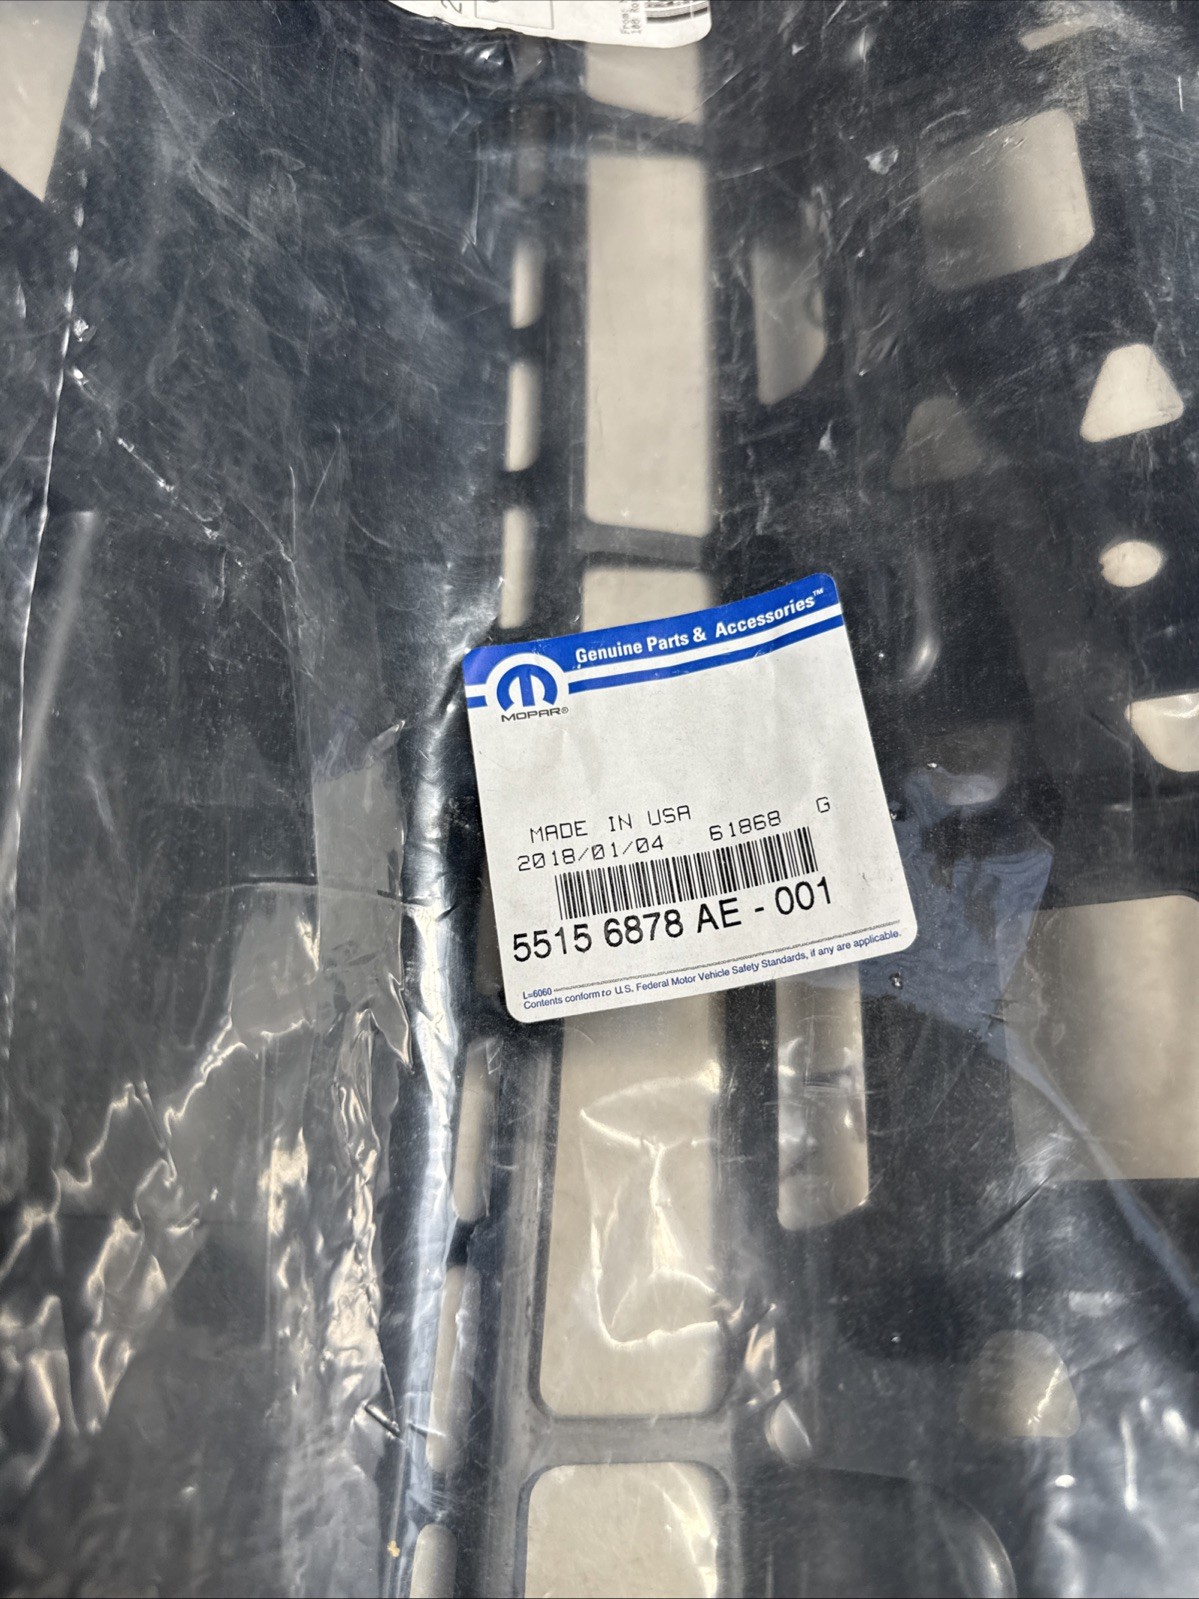 Genuine Parts & Accessories™
MOPAR®
MADE IN USA
2018/01/04 61868 G
5515 6878 AE - 001
L=6060
Contents conform to U.S. Federal Motor Vehicle Safety Standards, if any are applicable.